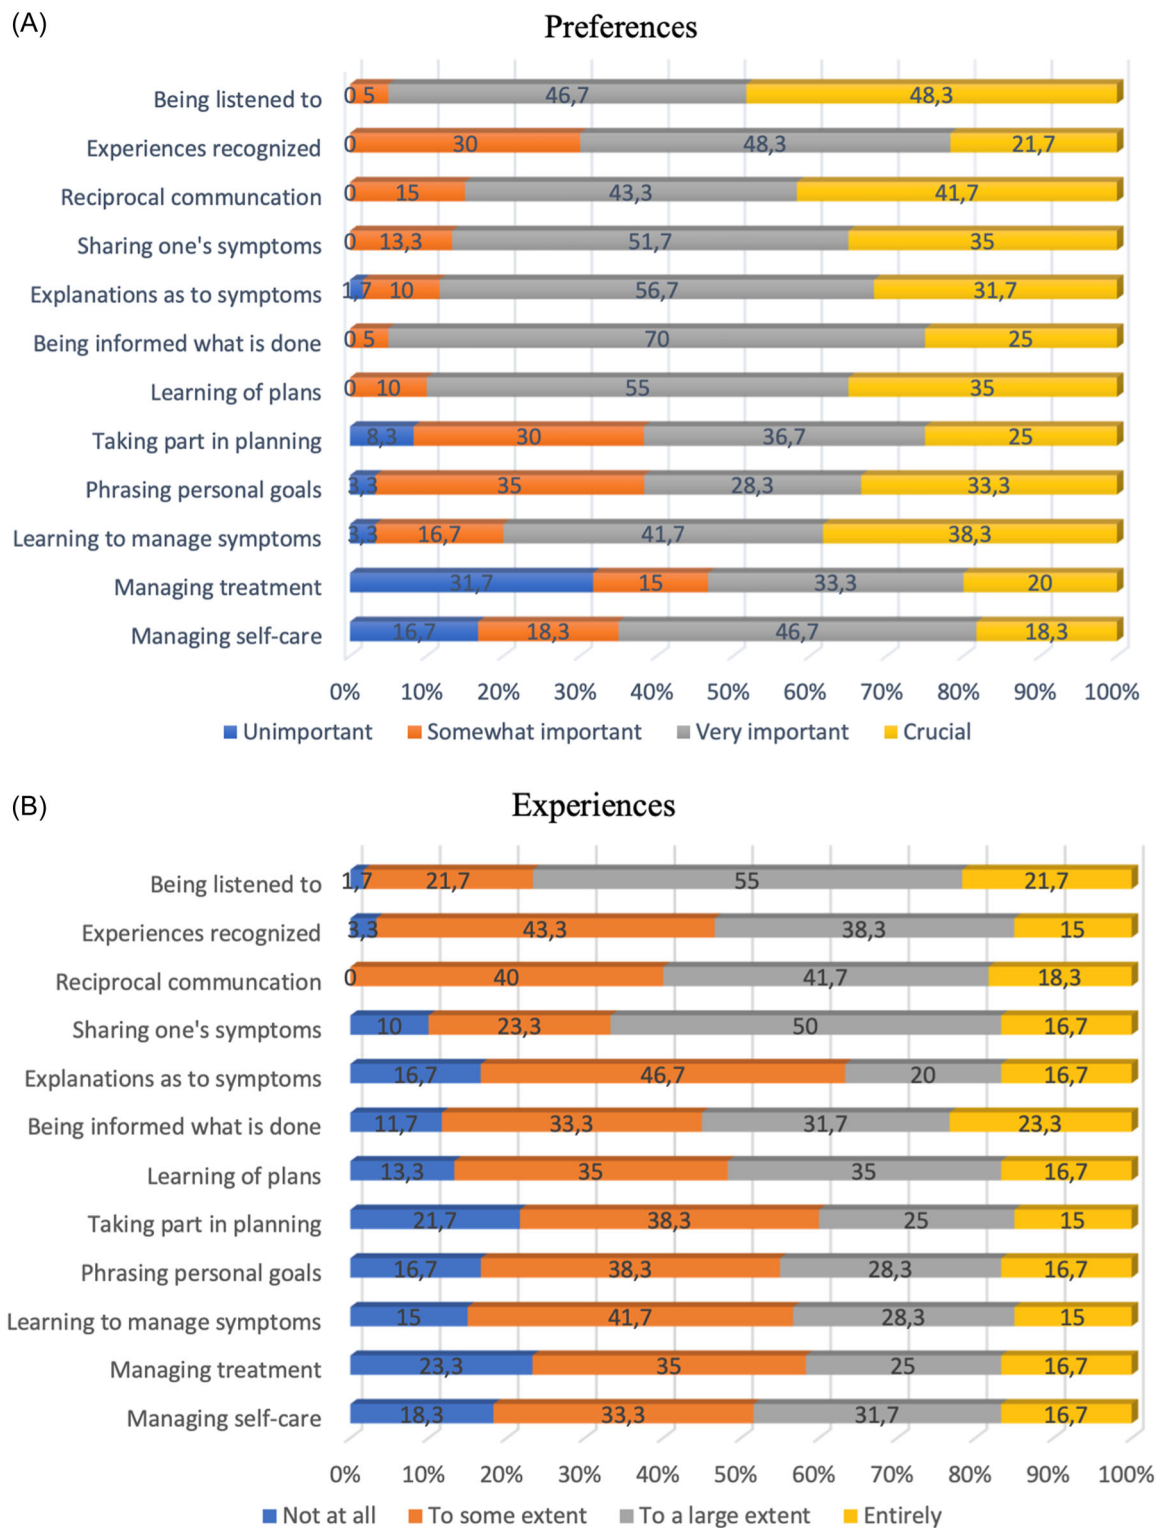 (A)
Preferences
Being listened to 0 5 46,7 48,3
Experiences recognized 0 30 48,3 21,7
Reciprocal communcation 0 15 43,3 41,7
Sharing one's symptoms 0 13,3 51,7 35
Explanations as to symptoms 1,7 10 56,7 31,7
Being informed what is done 0 5 70 25
Learning of plans 0 10 55 35
Taking part in planning 8,3 30 36,7 25
Phrasing personal goals 3,3 35 28,3 33,3
Learning to manage symptoms 3,3 16,7 41,7 38,3
Managing treatment 31,7 15 33,3 20
Managing self-care 16,7 18,3 46,7 18,3
0% 10% 20% 30% 40% 50% 60% 70% 80% 90% 100%
Unimportant Somewhat important Very important Crucial
(B)
Experiences
Being listened to 1,7 21,7 55 21,7
Experiences recognized 3,3 43,3 38,3 15
Reciprocal communcation 0 40 41,7 18,3
Sharing one's symptoms 10 23,3 50 16,7
Explanations as to symptoms 16,7 46,7 20 16,7
Being informed what is done 11,7 33,3 31,7 23,3
Learning of plans 13,3 35 35 16,7
Taking part in planning 21,7 38,3 25 15
Phrasing personal goals 16,7 38,3 28,3 16,7
Learning to manage symptoms 15 41,7 28,3 15
Managing treatment 23,3 35 25 16,7
Managing self-care 18,3 33,3 31,7 16,7
0% 10% 20% 30% 40% 50% 60% 70% 80% 90% 100%
Not at all To some extent To a large extent Entirely